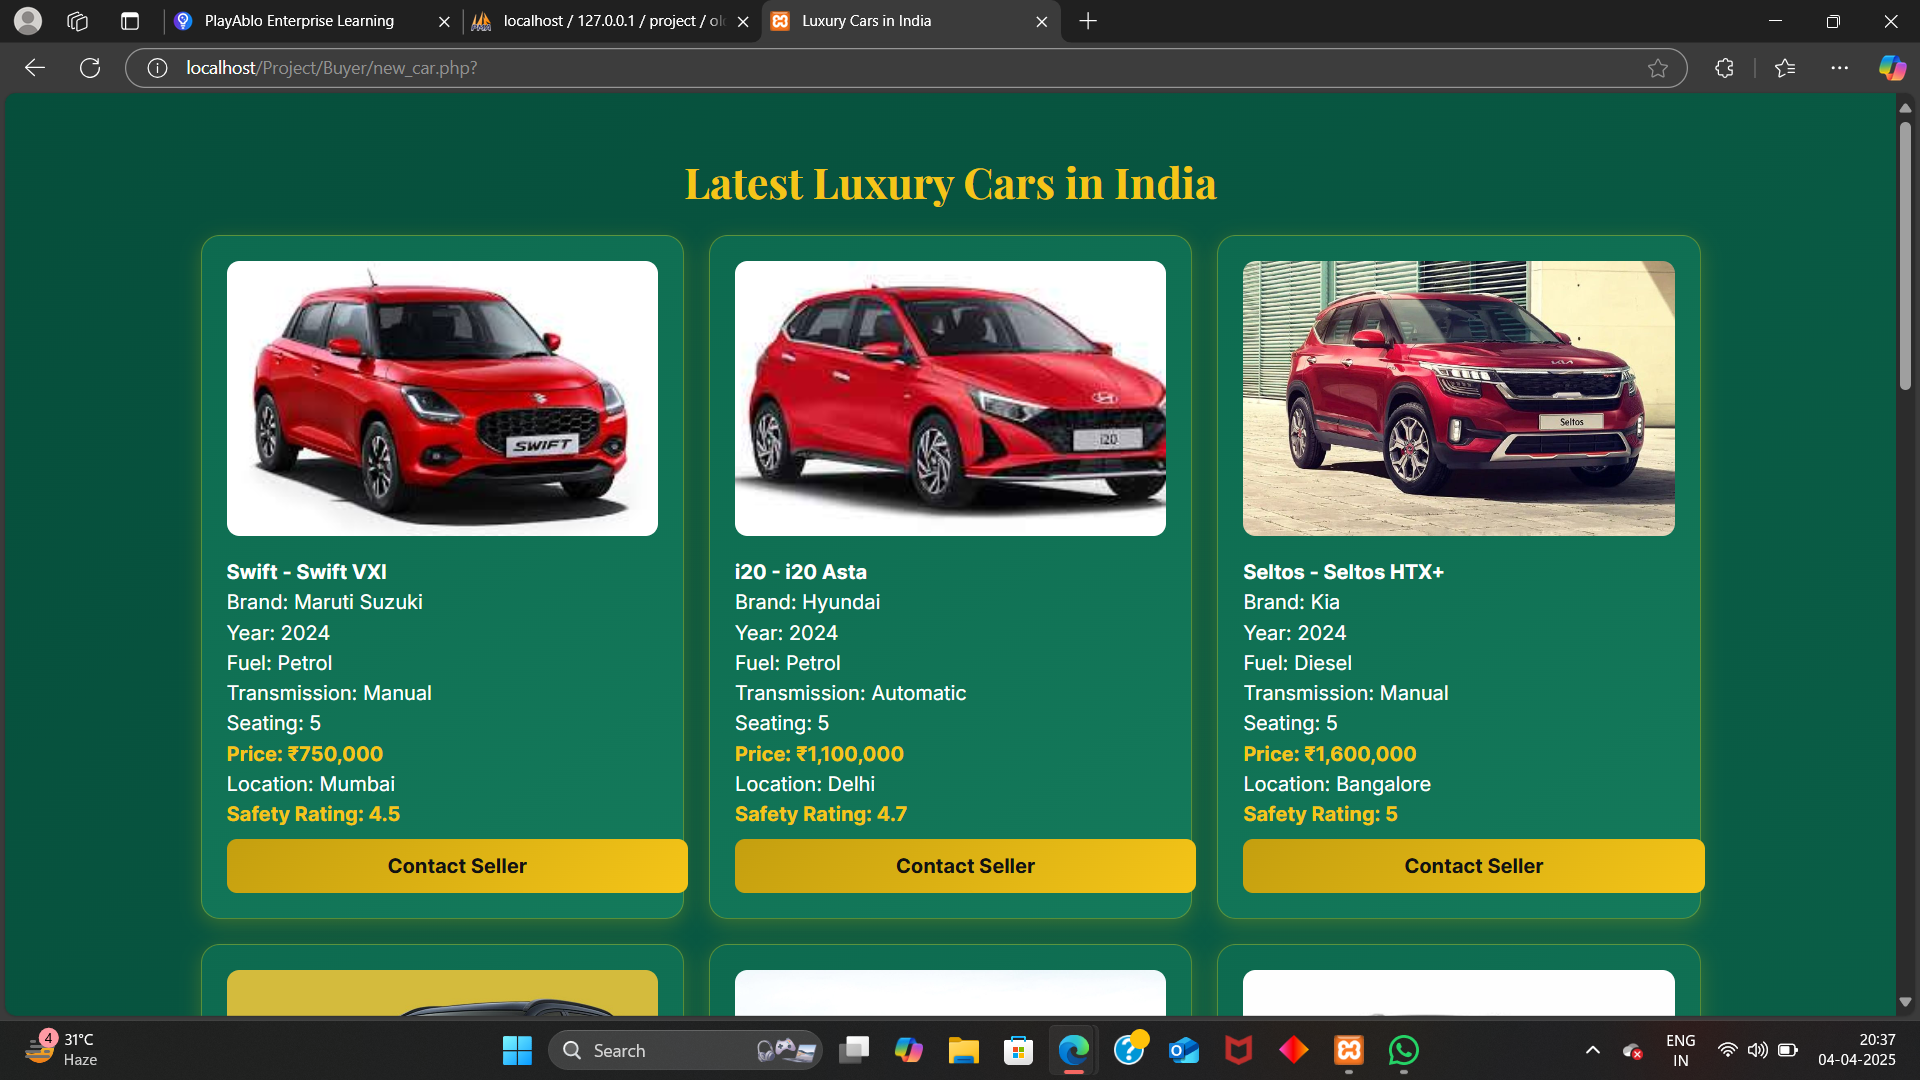 PlayAblo Enterprise Learning
localhost / 127.0.0.1 / project / old
Luxury Cars in India
localhost/Project/Buyer/new_car.php?
Latest Luxury Cars in India
SWIFT
i20
KIA
Seltos
Swift - Swift VXI
Brand: Maruti Suzuki
Year: 2024
Fuel: Petrol
Transmission: Manual
Seating: 5
Price: ₹750,000
Location: Mumbai
Safety Rating: 4.5
Contact Seller
i20 - i20 Asta
Brand: Hyundai
Year: 2024
Fuel: Petrol
Transmission: Automatic
Seating: 5
Price: ₹1,100,000
Location: Delhi
Safety Rating: 4.7
Contact Seller
Seltos - Seltos HTX+
Brand: Kia
Year: 2024
Fuel: Diesel
Transmission: Manual
Seating: 5
Price: ₹1,600,000
Location: Bangalore
Safety Rating: 5
Contact Seller
4
31°C
Haze
Search
ENG
IN
20:37
04-04-2025